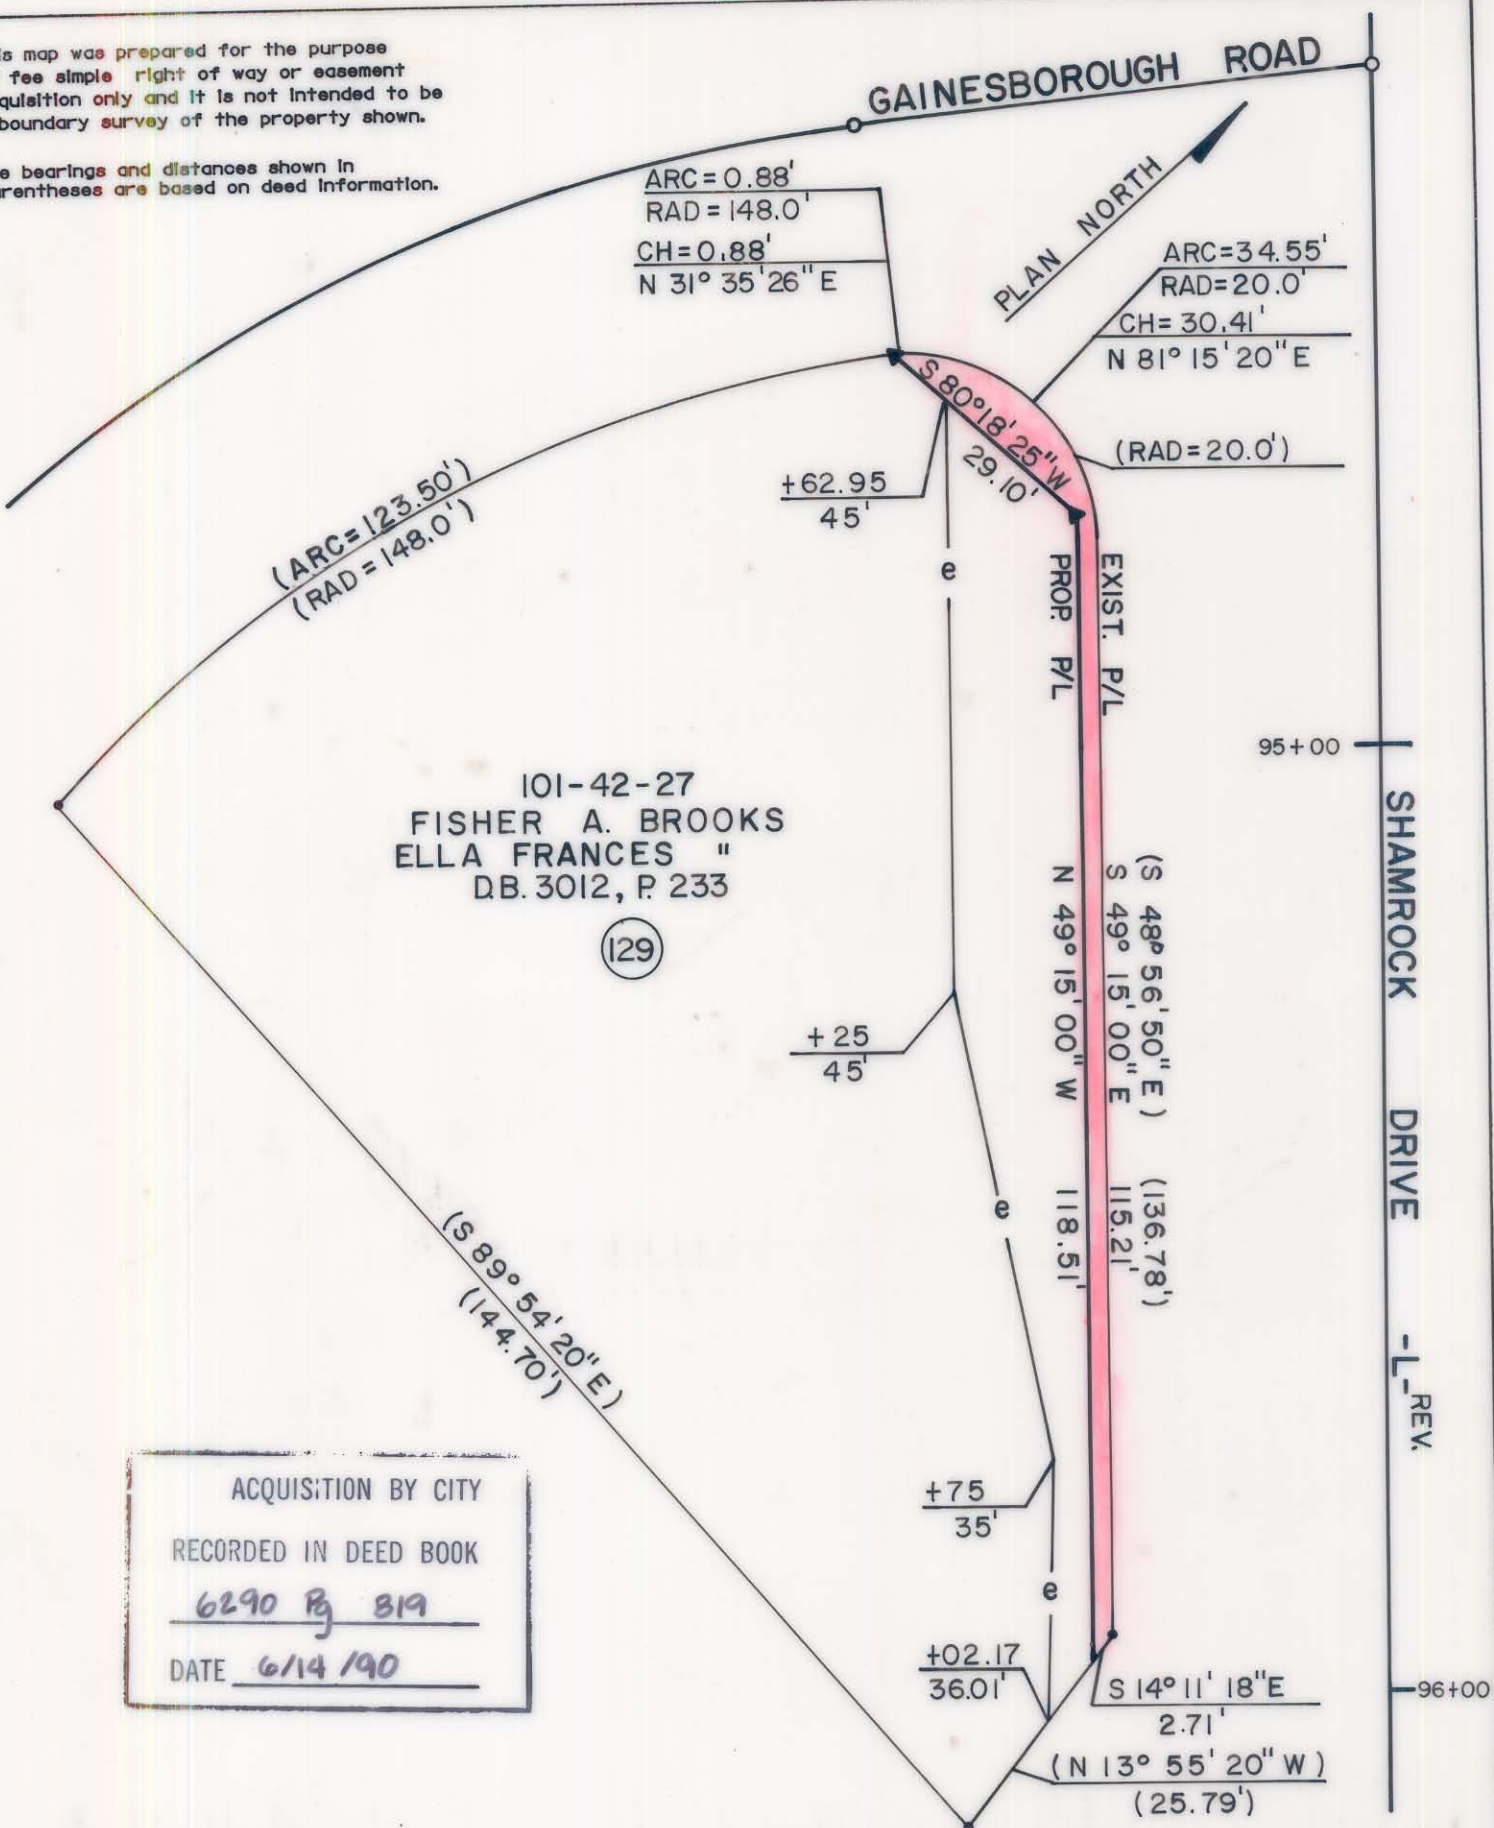 is map was prepared for the purpose
fee simple right of way or easement
quisition only and it is not intended to be
boundary survey of the property shown.
e bearings and distances shown in
rentheses are based on deed information.
GAINESBOROUGH ROAD
ARC=0.88'
RAD=148.0'
CH=0.88'
N 31° 35' 26" E
PLAN NORTH
ARC=34.55'
RAD=20.0'
CH=30.41'
N 81° 15' 20" E
(RAD=20.0')
S 80° 18' 25" W
29.10'
+62.95
45'
(ARC=123.50')
(RAD=148.0')
e
EXIST. P/L
PROP. P/L
95+00
101-42-27
FISHER A. BROOKS
ELLA FRANCES "
D.B. 3012, P. 233
129
(S 48° 56' 50" E) (136.78')
S 49° 15' 00" E 115.21'
N 49° 15' 00" W 118.51'
SHAMROCK DRIVE -L- REV.
+25
45'
e
(S 89° 54' 20" E)
(144.70')
+75
35'
e
ACQUISITION BY CITY
RECORDED IN DEED BOOK
6290 Pg 819
DATE 6/14/90
+02.17
36.01'
S 14° 11' 18" E
2.71'
96+00
(N 13° 55' 20" W)
(25.79')